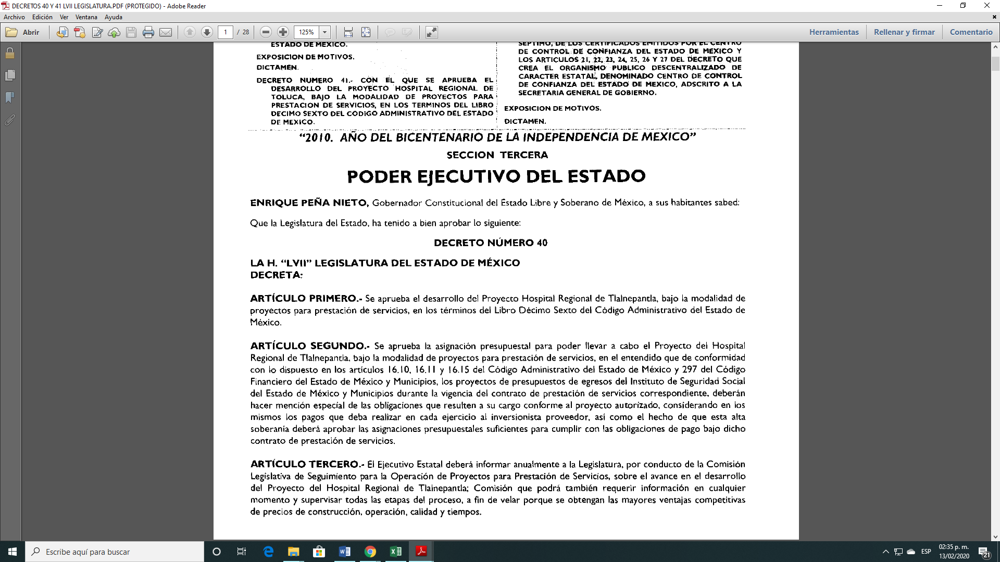 DECRETOS 40 Y 41 LVII LEGISLATURA.PDF (PROTEGIDO) - Adobe Reader
Archivo Edición Ver Ventana Ayuda
Abrir 1 / 28 125% Herramientas Rellenar y firmar Comentario
ESTADO DE MEXICO.
EXPOSICION DE MOTIVOS.
DICTAMEN.
DECRETO NUMERO 41.- CON EL QUE SE APRUEBA EL
DESARROLLO DEL PROYECTO HOSPITAL REGIONAL DE
TOLUCA, BAJO LA MODALIDAD DE PROYECTOS PARA
PRESTACION DE SERVICIOS, EN LOS TERMINOS DEL LIBRO
DECIMO SEXTO DEL CODIGO ADMINISTRATIVO DEL ESTADO
DE MEXICO.
SEPTIMO, DE LOS CERTIFICADOS EMITIDOS POR EL CENTRO
DE CONTROL DE CONFIANZA DEL ESTADO DE MEXICO Y
LOS ARTICULOS 21, 22, 23, 24, 25, 26 Y 27 DEL DECRETO QUE
CREA EL ORGANISMO PUBLICO DESCENTRALIZADO DE
CARACTER ESTATAL, DENOMINADO CENTRO DE CONTROL
DE CONFIANZA DEL ESTADO DE MEXICO, ADSCRITO A LA
SECRETARIA GENERAL DE GOBIERNO.
EXPOSICION DE MOTIVOS.
DICTAMEN.
“2010. AÑO DEL BICENTENARIO DE LA INDEPENDENCIA DE MEXICO”
SECCION TERCERA
PODER EJECUTIVO DEL ESTADO
ENRIQUE PEÑA NIETO, Gobernador Constitucional del Estado Libre y Soberano de México, a sus habitantes sabed:
Que la Legislatura del Estado, ha tenido a bien aprobar lo siguiente:
DECRETO NÚMERO 40
LA H. “LVII” LEGISLATURA DEL ESTADO DE MÉXICO
DECRETA:
ARTÍCULO PRIMERO.- Se aprueba el desarrollo del Proyecto Hospital Regional de Tlalnepantla, bajo la modalidad de
proyectos para prestación de servicios, en los términos del Libro Décimo Sexto del Código Administrativo del Estado de
México.
ARTÍCULO SEGUNDO.- Se aprueba la asignación presupuestal para poder llevar a cabo el Proyecto del Hospital
Regional de Tlalnepantla, bajo la modalidad de proyectos para prestación de servicios, en el entendido que de conformidad
con lo dispuesto en los artículos 16.10, 16.11 y 16.15 del Código Administrativo del Estado de México y 297 del Código
Financiero del Estado de México y Municipios, los proyectos de presupuestos de egresos del Instituto de Seguridad Social
del Estado de México y Municipios durante la vigencia del contrato de prestación de servicios correspondiente, deberán
hacer mención especial de las obligaciones que resulten a su cargo conforme al proyecto autorizado, considerando en los
mismos los pagos que deba realizar en cada ejercicio al inversionista proveedor, así como el hecho de que esta alta
soberanía deberá aprobar las asignaciones presupuestales suficientes para cumplir con las obligaciones de pago bajo dicho
contrato de prestación de servicios.
ARTÍCULO TERCERO.- El Ejecutivo Estatal deberá informar anualmente a la Legislatura, por conducto de la Comisión
Legislativa de Seguimiento para la Operación de Proyectos para Prestación de Servicios, sobre el avance en el desarrollo
del Proyecto del Hospital Regional de Tlalnepantla; Comisión que podrá también requerir información en cualquier
momento y supervisar todas las etapas del proceso, a fin de velar porque se obtengan las mayores ventajas competitivas
de precios de construcción, operación, calidad y tiempos.
Escribe aquí para buscar
ESP
02:35 p. m.
13/02/2020
21